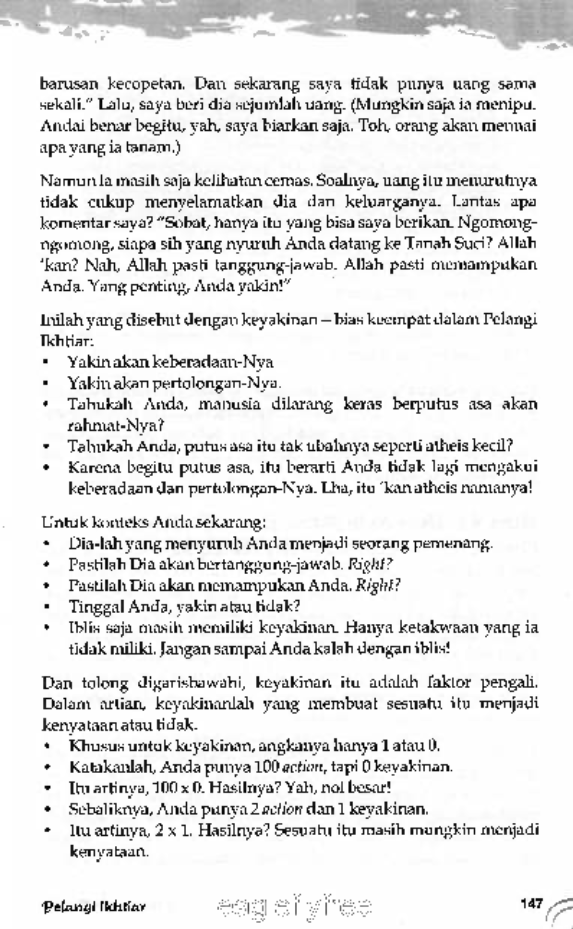 barusan kecopetan. Dan sekarang saya tidak punya uang sama
sekali." Lalu, saya beri dia sejumlah uang. (Mungkin saja ia menipu.
Andai benar begitu, yah, saya biarkan saja. Toh, orang akan menuai
apa yang ia tanam.)
Namun ia masih saja kelihatan cemas. Soalnya, uang itu menurutnya
tidak cukup menyelamatkan dia dan keluarganya. Lantas apa
komentar saya? "Sobat, hanya itu yang bisa saya berikan. Ngomong-
ngomong, siapa sih yang nyuruh Anda datang ke Tanah Suci? Allah
'kan? Nah, Allah pasti tanggung-jawab. Allah pasti memampukan
Anda. Yang penting, Anda yakin!"
Inilah yang disebut dengan keyakinan – bias keempat dalam Pelangi
Ikhtiar:
• Yakin akan keberadaan-Nya
• Yakin akan pertolongan-Nya.
• Tahukah Anda, manusia dilarang keras berputus asa akan
rahmat-Nya?
• Tahukah Anda, putus asa itu tak ubahnya seperti atheis kecil?
• Karena begitu putus asa, itu berarti Anda tidak lagi mengakui
keberadaan dan pertolongan-Nya. Lha, itu 'kan atheis namanya!
Untuk konteks Anda sekarang:
• Dia-lah yang menyuruh Anda menjadi seorang pemenang.
• Pastilah Dia akan bertanggung-jawab. Right?
• Pastilah Dia akan memampukan Anda. Right?
• Tinggal Anda, yakin atau tidak?
• Iblis saja masih memiliki keyakinan. Hanya ketakwaan yang ia
tidak miliki. Jangan sampai Anda kalah dengan iblis!
Dan tolong digarisbawahi, keyakinan itu adalah faktor pengali.
Dalam artian, keyakinanlah yang membuat sesuatu itu menjadi
kenyataan atau tidak.
• Khusus untuk keyakinan, angkanya hanya 1 atau 0.
• Katakanlah, Anda punya 100 action, tapi 0 keyakinan.
• Itu artinya, 100 x 0. Hasilnya? Yah, nol besar!
• Sebaliknya, Anda punya 2 action dan 1 keyakinan.
• Itu artinya, 2 x 1. Hasilnya? Sesuatu itu masih mungkin menjadi
kenyataan.
Pelangi Ikhtiar 147